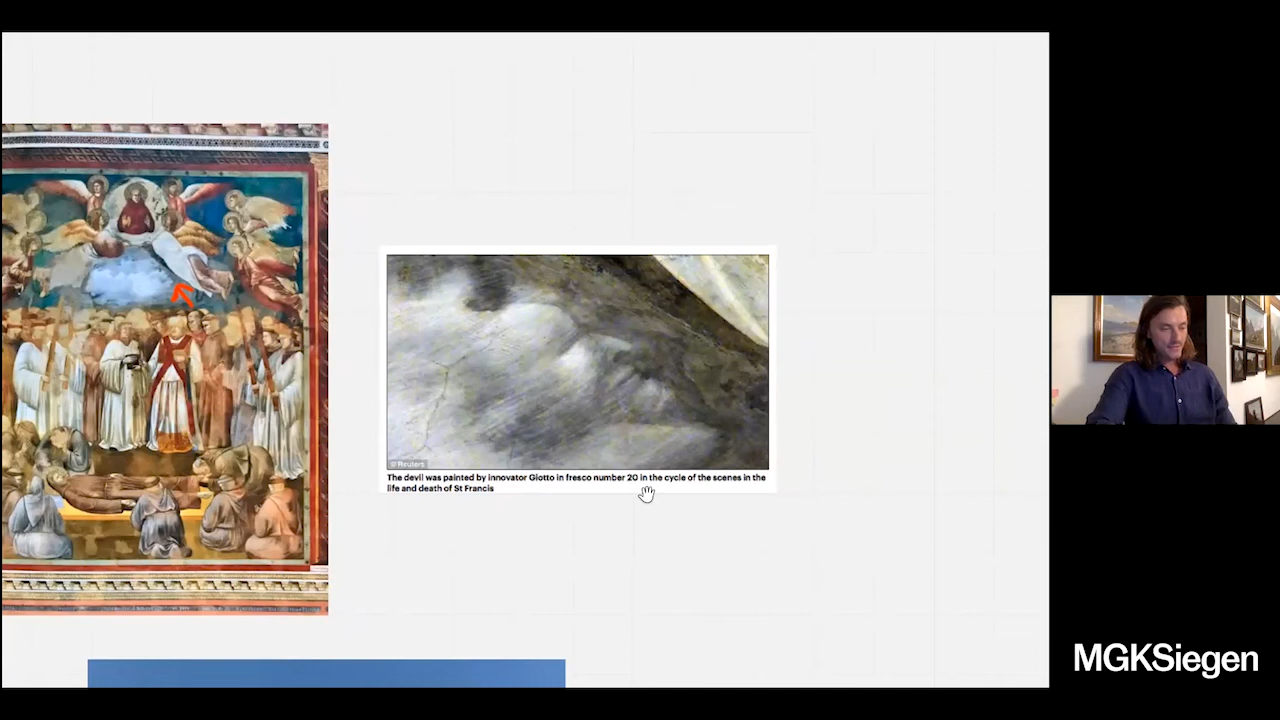 © Reuters
The devil was painted by innovator Giotto in fresco number 20 in the cycle of the scenes in the
life and death of St Francis
MGKSiegen